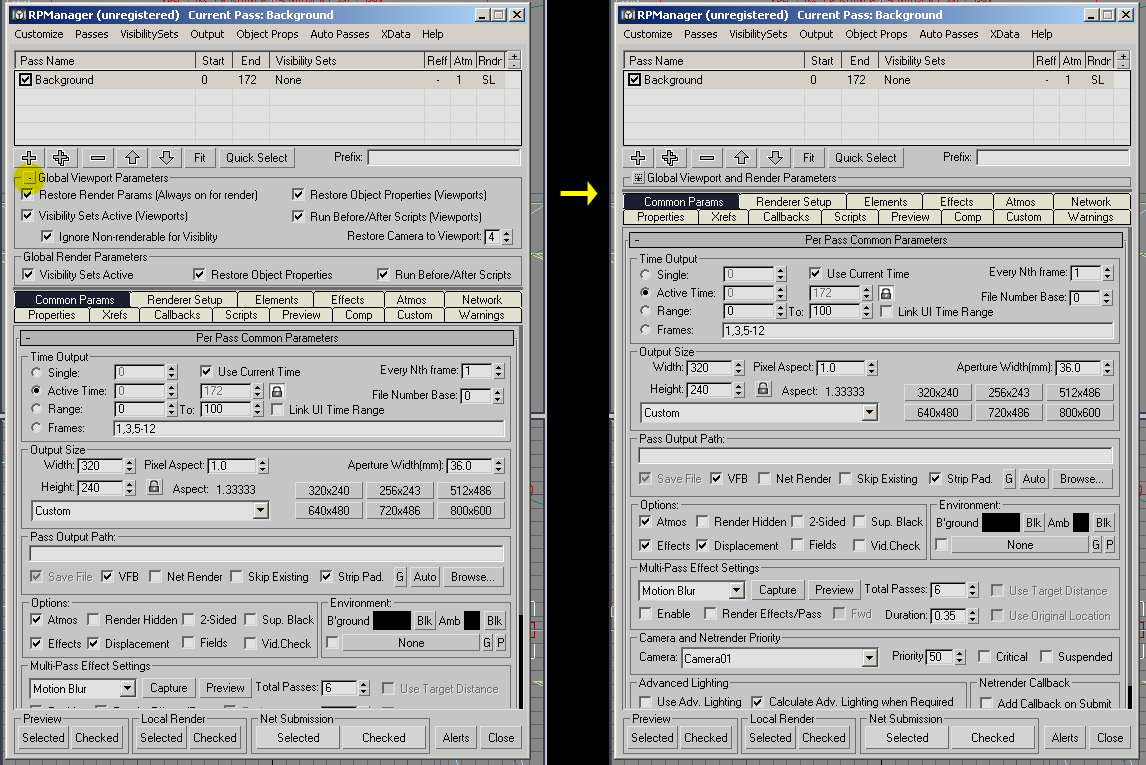 RPManager (unregistered)   Current Pass: Background
Customize Passes VisibilitySets Output Object Props Auto Passes XData Help
Pass Name Start End Visibility Sets Reff Atm Rndr + -
Background 0 172 None - 1 SL
Fit Quick Select Prefix:
- Global Viewport Parameters
Restore Render Params (Always on for render) Restore Object Properties (Viewports)
Visibility Sets Active (Viewports) Run Before/After Scripts (Viewports)
Ignore Non-renderable for Visiblity Restore Camera to Viewport: 4
Global Render Parameters
Visibility Sets Active Restore Object Properties Run Before/After Scripts
Common Params Renderer Setup Elements Effects Atmos Network
Properties Xrefs Callbacks Scripts Preview Comp Custom Warnings
- Per Pass Common Parameters
Time Output
Single: 0 Use Current Time Every Nth frame: 1
Active Time: 0 172 File Number Base: 0
Range: 0 To: 100 Link UI Time Range
Frames: 1,3,5-12
Output Size
Width: 320 Pixel Aspect: 1.0 Aperture Width(mm): 36.0
Height: 240 Aspect: 1.33333 320x240 256x243 512x486
Custom 640x480 720x486 800x600
Pass Output Path:
Save File VFB Net Render Skip Existing Strip Pad. G Auto Browse...
Options: Environment:
Atmos Render Hidden 2-Sided Sup. Black B'ground Blk Amb Blk
Effects Displacement Fields Vid.Check None G P
Multi-Pass Effect Settings
Motion Blur Capture Preview Total Passes: 6 Use Target Distance
Preview Local Render Net Submission
Selected Checked Selected Checked Selected Checked Alerts Close
RPManager (unregistered)   Current Pass: Background
Customize Passes VisibilitySets Output Object Props Auto Passes XData Help
Pass Name Start End Visibility Sets Reff Atm Rndr + -
Background 0 172 None - 1 SL
Fit Quick Select Prefix:
+ Global Viewport and Render Parameters
Common Params Renderer Setup Elements Effects Atmos Network
Properties Xrefs Callbacks Scripts Preview Comp Custom Warnings
- Per Pass Common Parameters
Time Output
Single: 0 Use Current Time Every Nth frame: 1
Active Time: 0 172 File Number Base: 0
Range: 0 To: 100 Link UI Time Range
Frames: 1,3,5-12
Output Size
Width: 320 Pixel Aspect: 1.0 Aperture Width(mm): 36.0
Height: 240 Aspect: 1.33333 320x240 256x243 512x486
Custom 640x480 720x486 800x600
Pass Output Path:
Save File VFB Net Render Skip Existing Strip Pad. G Auto Browse...
Options: Environment:
Atmos Render Hidden 2-Sided Sup. Black B'ground Blk Amb Blk
Effects Displacement Fields Vid.Check None G P
Multi-Pass Effect Settings
Motion Blur Capture Preview Total Passes: 6 Use Target Distance
Enable Render Effects/Pass Fwd Duration: 0.35 Use Original Location
Camera and Netrender Priority
Camera: Camera01 Priority 50 Critical Suspended
Advanced Lighting Netrender Callback
Use Adv. Lighting Calculate Adv. Lighting when Required Add Callback on Submit
Preview Local Render Net Submission
Selected Checked Selected Checked Selected Checked Alerts Close